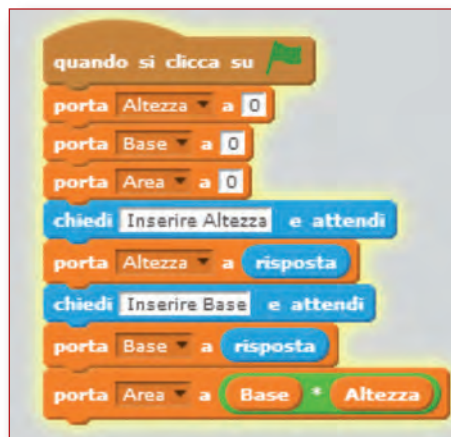 quando si clicca su
porta Altezza a 0
porta Base a 0
porta Area a 0
chiedi Inserire Altezza e attendi
porta Altezza a risposta
chiedi Inserire Base e attendi
porta Base a risposta
porta Area a Base * Altezza